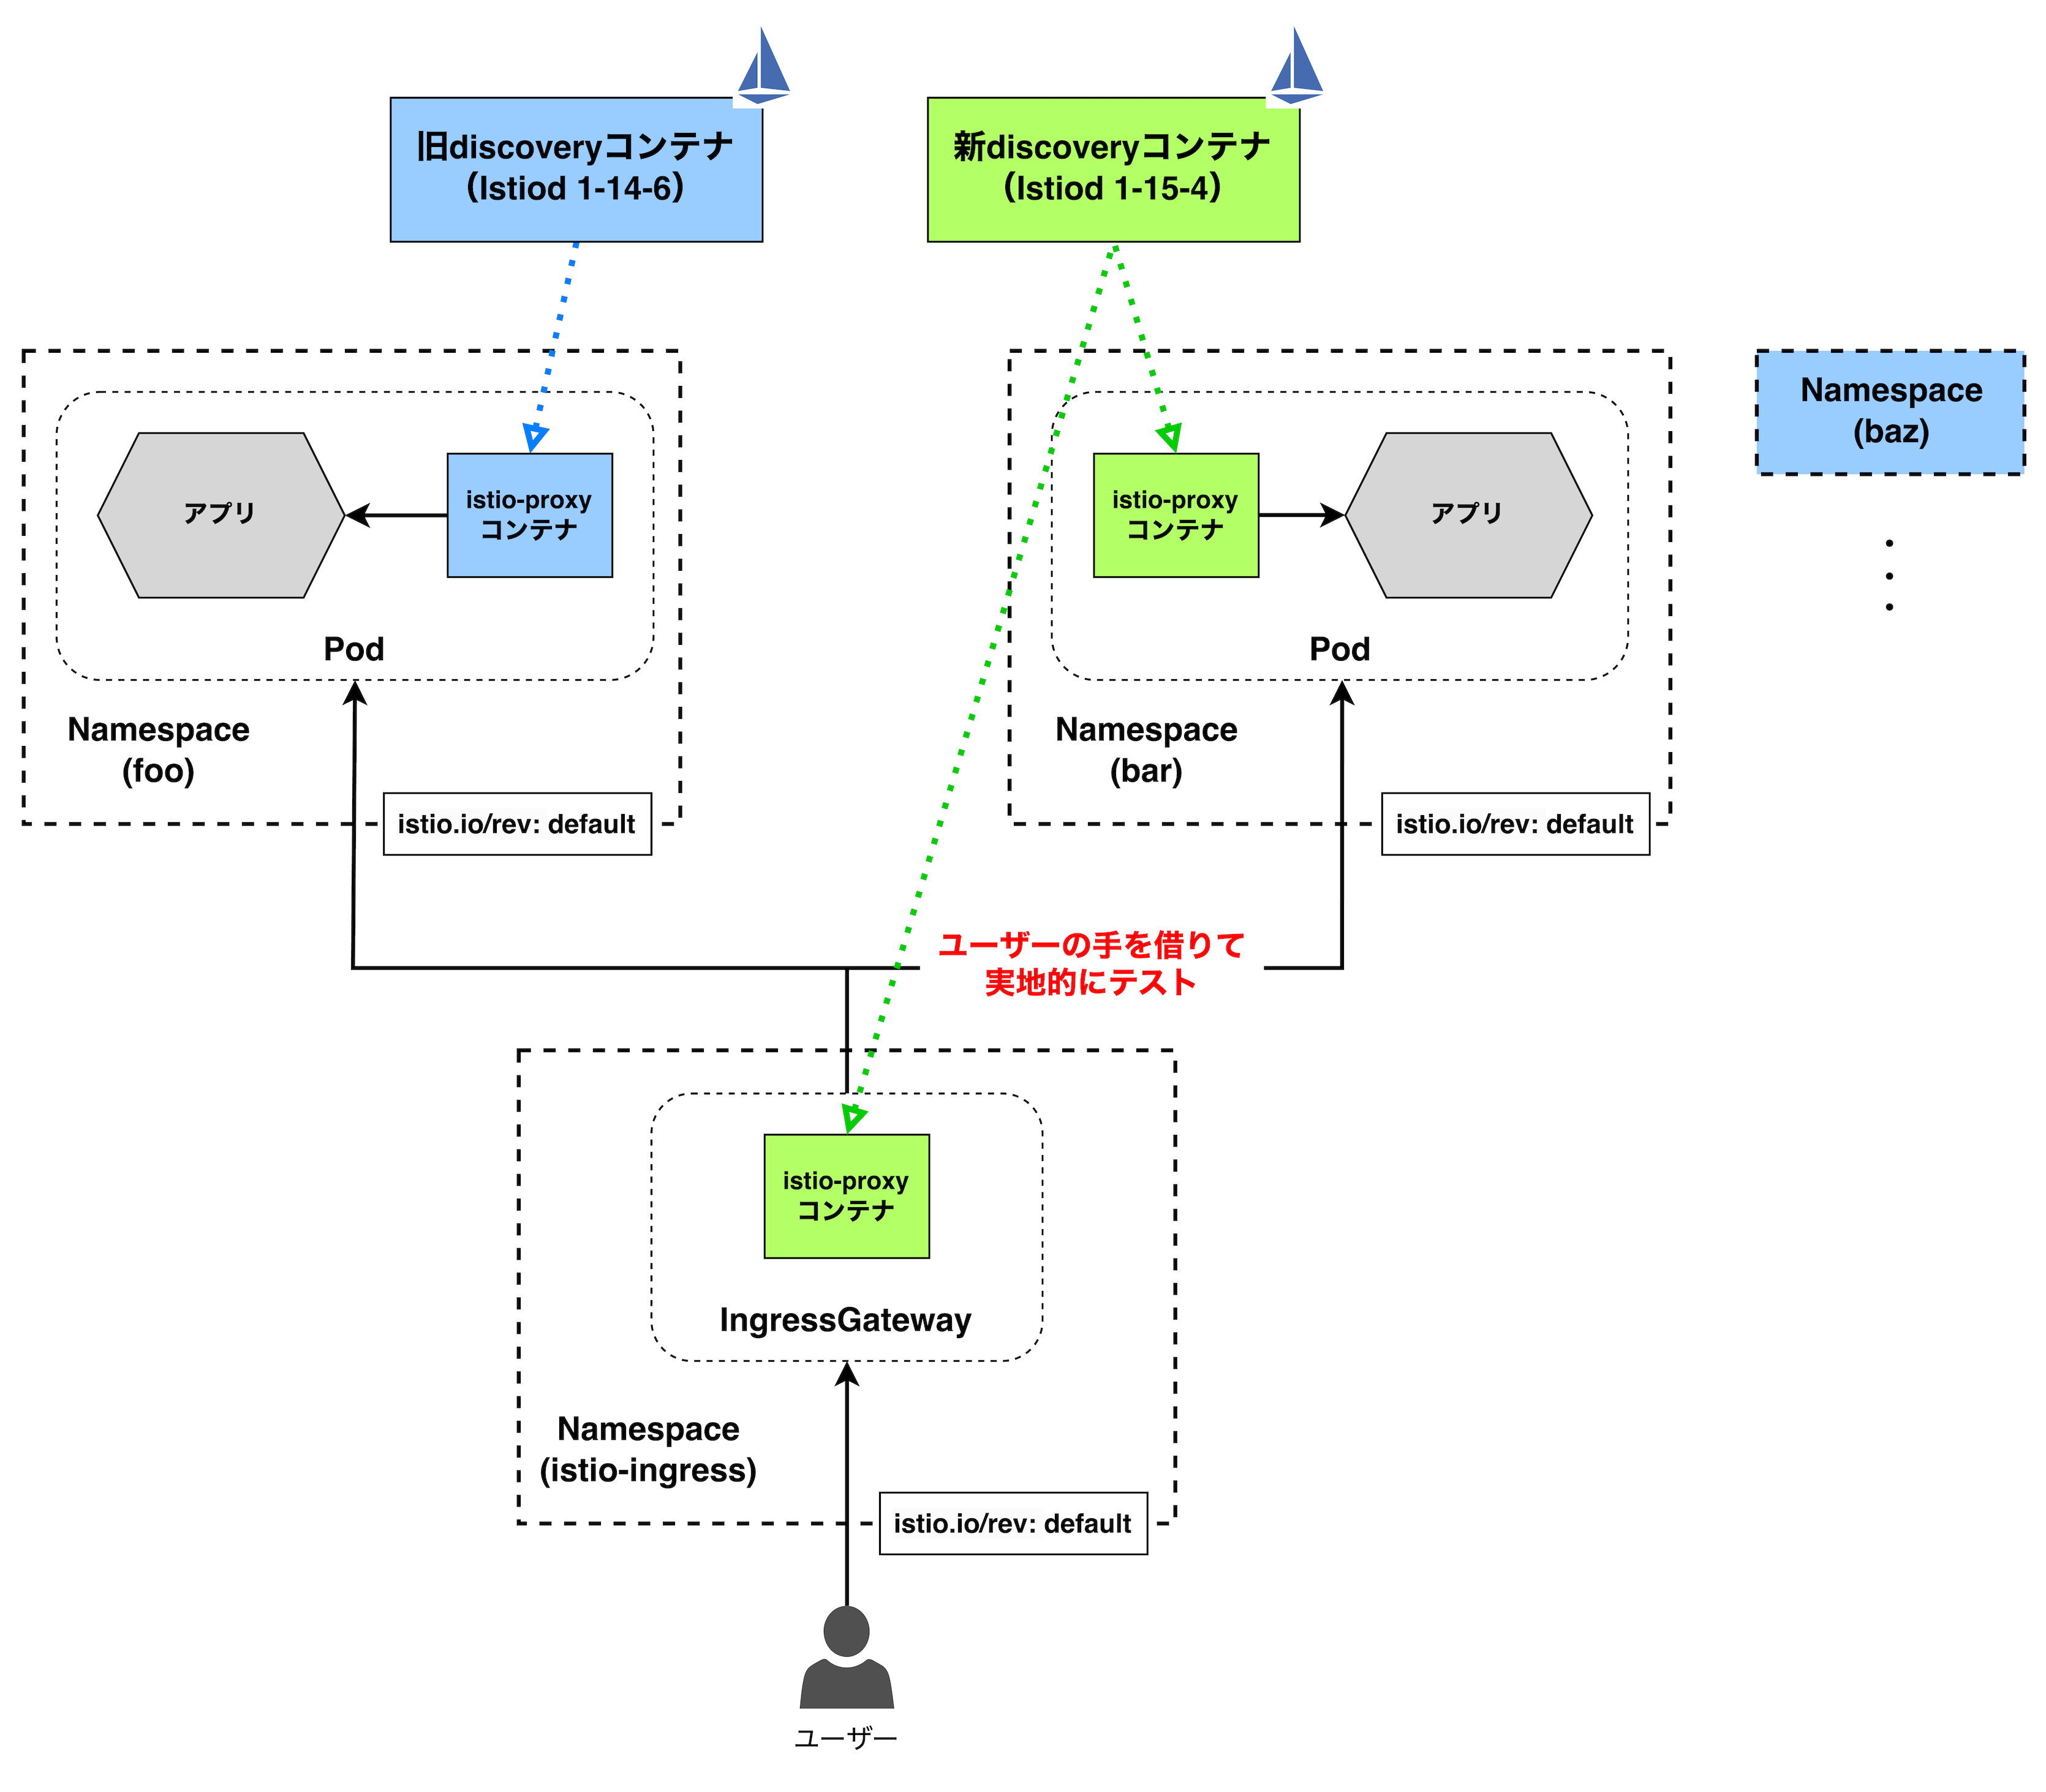 旧discoveryコンテナ
(Istiod 1-14-6)
新discoveryコンテナ
(Istiod 1-15-4)
アプリ
istio-proxy
コンテナ
Pod
Namespace
(foo)
istio.io/rev: default
istio-proxy
コンテナ
アプリ
Pod
Namespace
(bar)
istio.io/rev: default
Namespace
(baz)
ユーザーの手を借りて
実地的にテスト
istio-proxy
コンテナ
IngressGateway
Namespace
(istio-ingress)
istio.io/rev: default
ユーザー